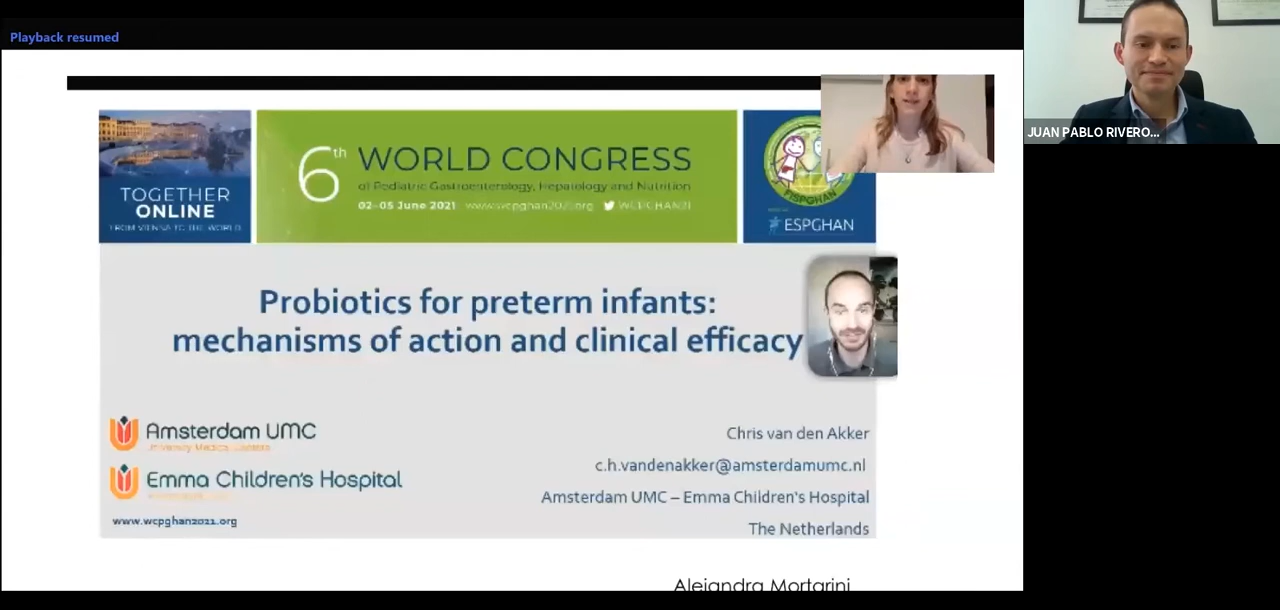 Playback resumed
6th WORLD CONGRESS
of Pediatric Gastroenterology, Hepatology and Nutrition
02–05 June 2021 www.wcpghan2021.org WCPGHAN21
TOGETHER
ONLINE
FROM VIENNA TO THE WORLD
FISPGHAN
ESPGHAN
JUAN PABLO RIVERO...
Probiotics for preterm infants:
mechanisms of action and clinical efficacy
Amsterdam UMC
University Medical Centers
Emma Children's Hospital
www.wcpghan2021.org
Chris van den Akker
c.h.vandenakker@amsterdamumc.nl
Amsterdam UMC – Emma Children's Hospital
The Netherlands
Alejandra Mortarini